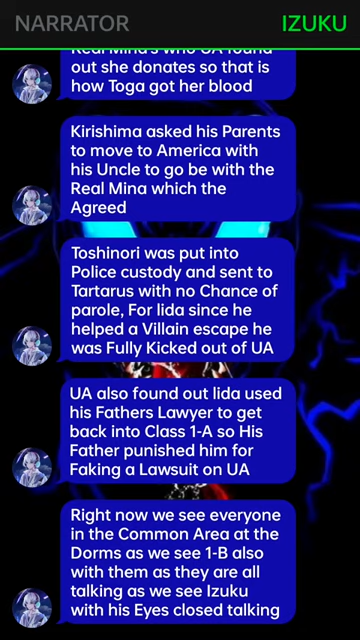 NARRATOR
IZUKU
Real Mina's who UA found
out she donates so that is
how Toga got her blood
Kirishima asked his Parents
to move to America with
his Uncle to go be with the
Real Mina which the
Agreed
Toshinori was put into
Police custody and sent to
Tartarus with no Chance of
parole, For Iida since he
helped a Villain escape he
was Fully Kicked out of UA
UA also found out Iida used
his Fathers Lawyer to get
back into Class 1-A so His
Father punished him for
Faking a Lawsuit on UA
Right now we see everyone
in the Common Area at the
Dorms as we see 1-B also
with them as they are all
talking as we see Izuku
with his Eyes closed talking